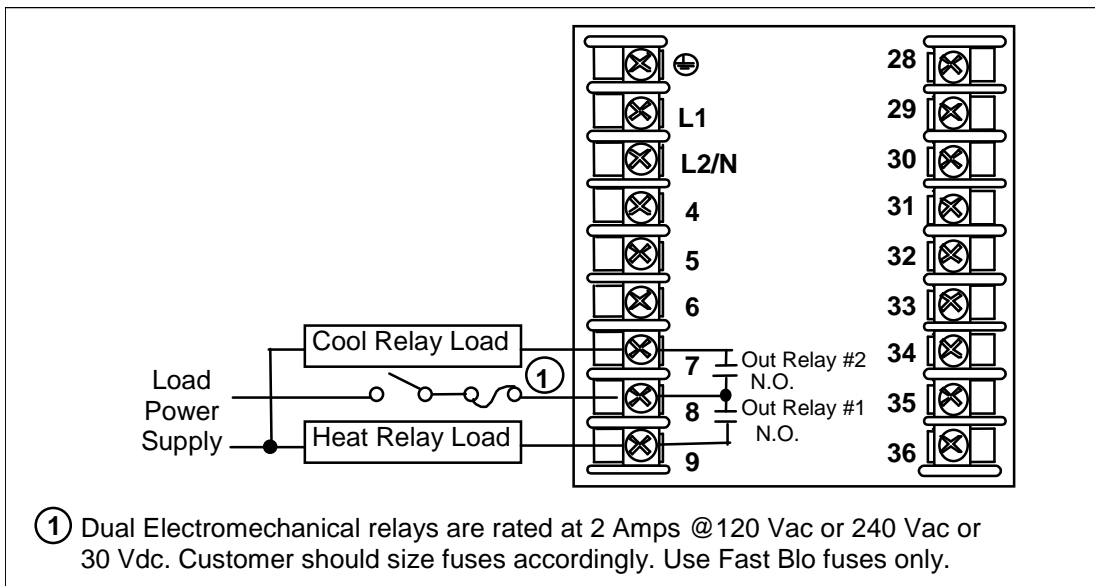 28
L1
29
L2/N
30
4
31
5
32
6
33
Cool Relay Load
7
Out Relay #2
N.O.
34
1
Load
Power
Supply
8
Out Relay #1
N.O.
35
Heat Relay Load
9
36
1 Dual Electromechanical relays are rated at 2 Amps @120 Vac or 240 Vac or
30 Vdc. Customer should size fuses accordingly. Use Fast Blo fuses only.